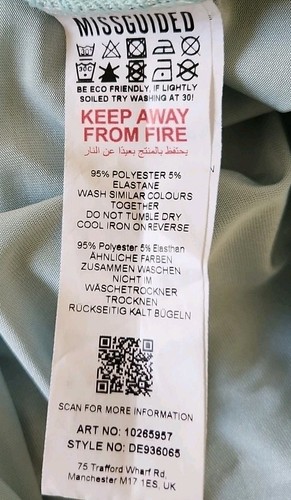 MISSGUIDED
30C
BE ECO FRIENDLY, IF LIGHTLY
SOILED TRY WASHING AT 30!
KEEP AWAY
FROM FIRE
يحتفظ بالمنتج بعيدًا عن النار
95% POLYESTER 5%
ELASTANE
WASH SIMILAR COLOURS
TOGETHER
DO NOT TUMBLE DRY
COOL IRON ON REVERSE
95% Polyester 5% Elasthan
ÄHNLICHE FARBEN
ZUSAMMEN WASCHEN
NICHT IM
WÄSCHETROCKNER
TROCKNEN
RÜCKSEITIG KALT BÜGELN
SCAN FOR MORE INFORMATION
ART NO: 10265957
STYLE NO: DE936065
75 Trafford Wharf Rd,
Manchester M17 1ES, UK